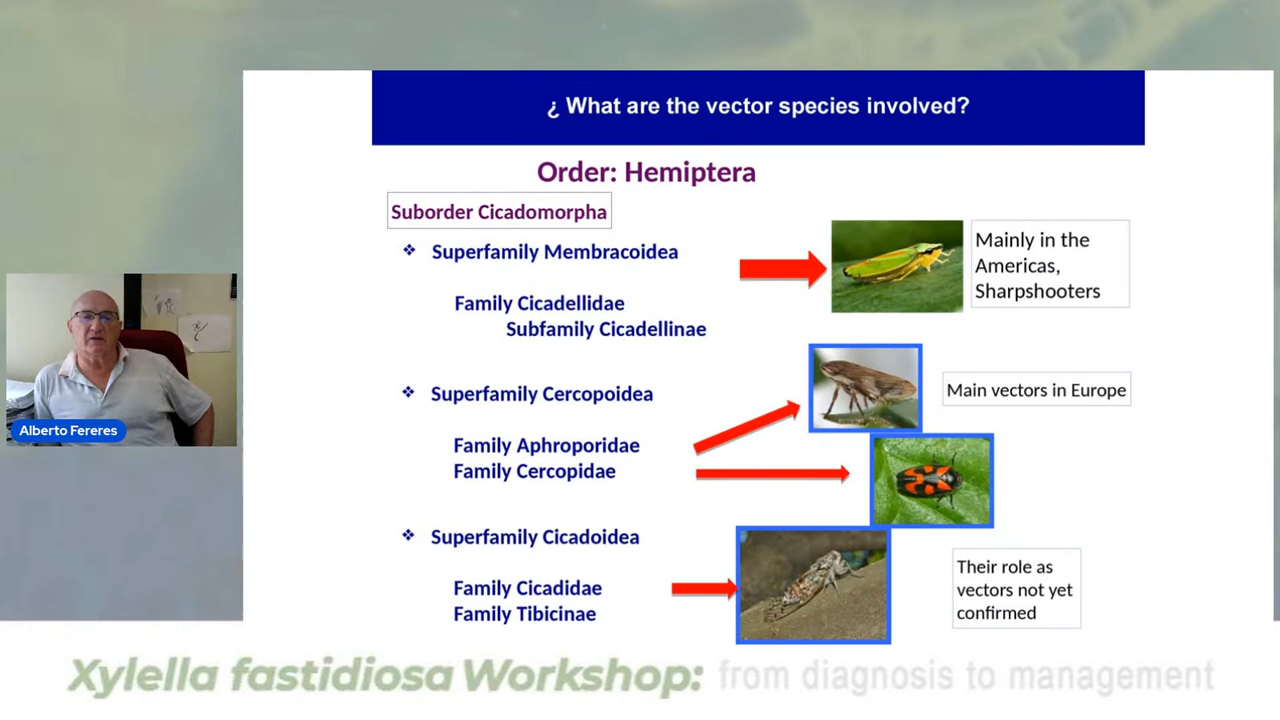 ¿ What are the vector species involved?
Order: Hemiptera
Suborder Cicadomorpha
❖ Superfamily Membracoidea
Family Cicadellidae
Subfamily Cicadellinae
Mainly in the
Americas,
Sharpshooters
❖ Superfamily Cercopoidea
Family Aphroporidae
Family Cercopidae
Main vectors in Europe
❖ Superfamily Cicadoidea
Family Cicadidae
Family Tibicinae
Their role as
vectors not yet
confirmed
Alberto Fereres
Xylella fastidiosa Workshop: from diagnosis to management